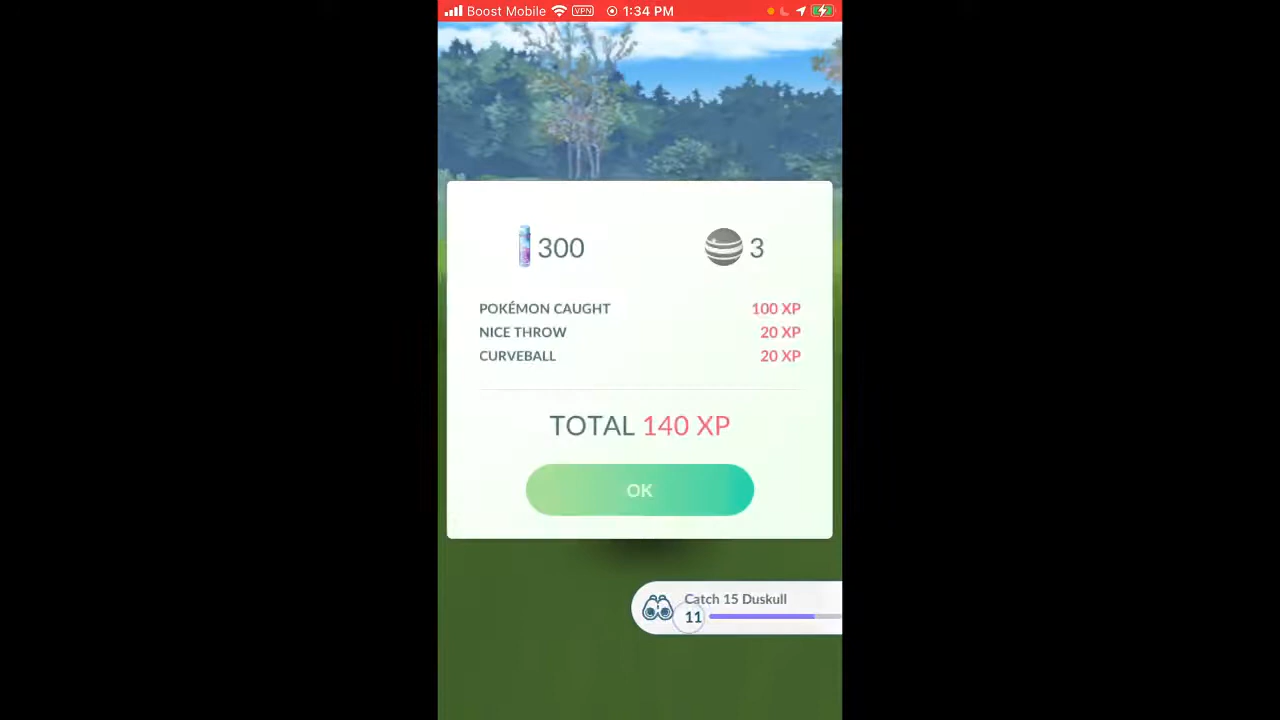 Boost Mobile VPN 1:34 PM
300 3
POKÉMON CAUGHT 100 XP
NICE THROW 20 XP
CURVEBALL 20 XP
TOTAL 140 XP
OK
Catch 15 Duskull
11